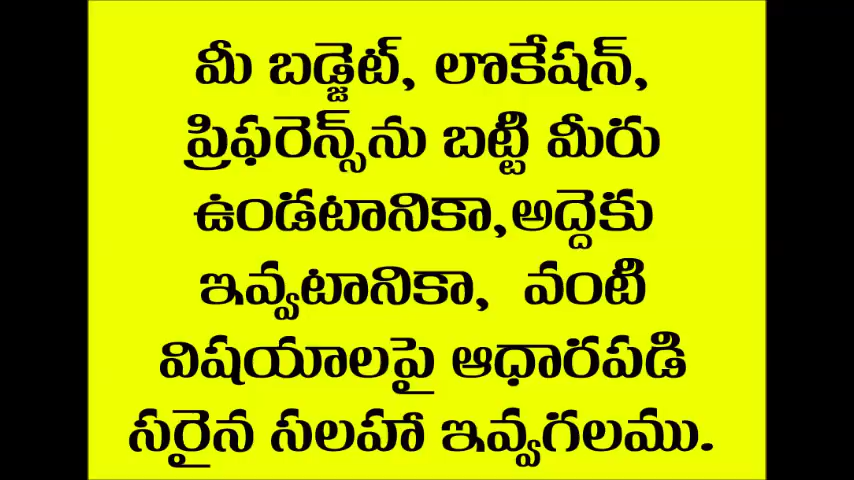 మీ బడ్జెట్, లొకేషన్,
ప్రిఫరెన్స్‌ను బట్టి మీరు
ఉండటానికా,అద్దెకు
ఇవ్వటానికా, వంటి
విషయాలపై ఆధారపడి
సరైన సలహా ఇవ్వగలము.